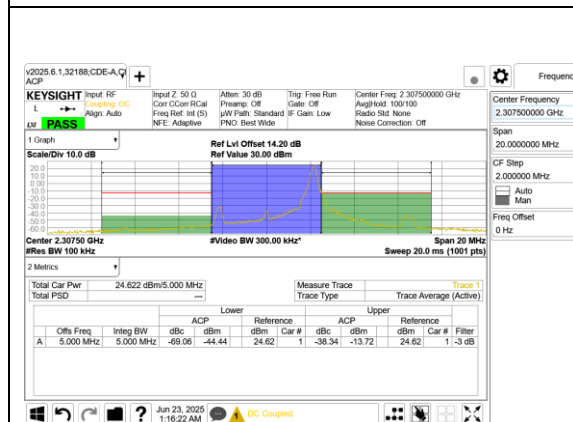 v2025.6.1,32188;CDE-A,
ACP
KEYSIGHT
L
PASS
Input: RF
Coupling: DC
Align: Auto
Input Z: 50 Ω
Corr CCorr RCal
Freq Ref: Int (S)
NFE: Adaptive
Atten: 30 dB
Preamp: Off
µW Path: Standard
PNO: Best Wide
Trig: Free Run
Gate: Off
IF Gain: Low
Center Freq: 2.307500000 GHz
Avg|Hold: 100/100
Radio Std: None
Noise Correction: Off
1 Graph
Scale/Div 10.0 dB
Ref Lvl Offset 14.20 dB
Ref Value 30.00 dBm
20.0
10.0
0.00
-10.0
-20.0
-30.0
-40.0
-50.0
-60.0
Center 2.30750 GHz
#Video BW 300.00 kHz*
Span 20 MHz
#Res BW 100 kHz
Sweep 20.0 ms (1001 pts)
2 Metrics
Total Car Pwr 24.622 dBm/5.000 MHz Measure Trace Trace 1
Total PSD --- Trace Type Trace Average (Active)
Lower Upper
ACP Reference ACP Reference
Offs Freq Integ BW dBc dBm dBm Car # dBc dBm dBm Car # Filter
A 5.000 MHz 5.000 MHz -69.06 -44.44 24.62 1 -38.34 -13.72 24.62 1 -3 dB
Jun 23, 2025
1:16:22 AM
DC Coupled
Frequenc
Center Frequency
2.307500000 GHz
Span
20.0000000 MHz
CF Step
2.000000 MHz
Auto
Man
Freq Offset
0 Hz